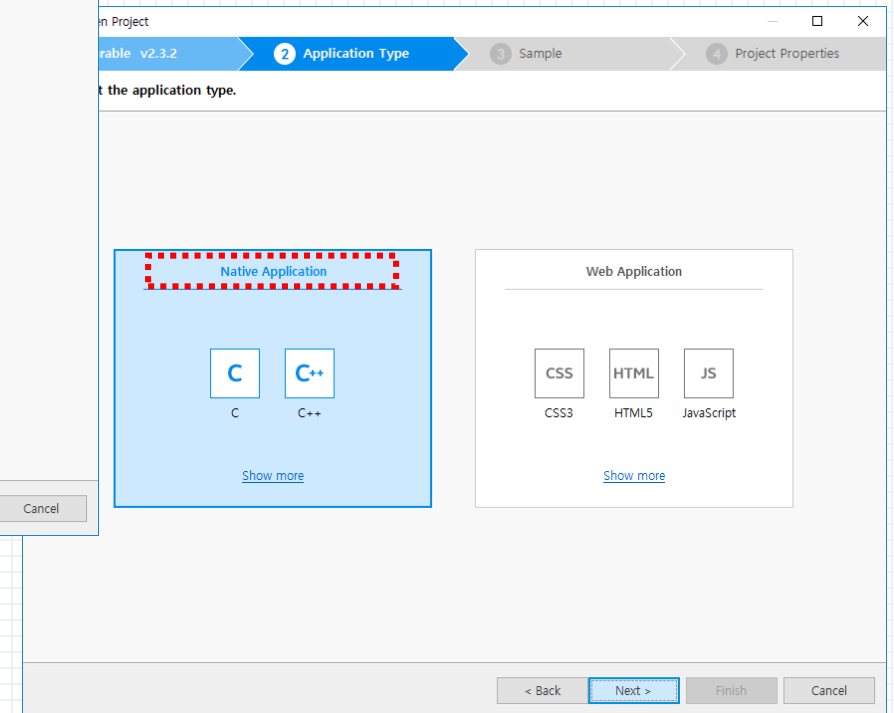 en Project
rable v2.3.2
2 Application Type
3 Sample
4 Project Properties
t the application type.
Native Application
C
C++
C
C++
Show more
Web Application
CSS
HTML
JS
CSS3
HTML5
JavaScript
Show more
Cancel
< Back
Next >
Finish
Cancel